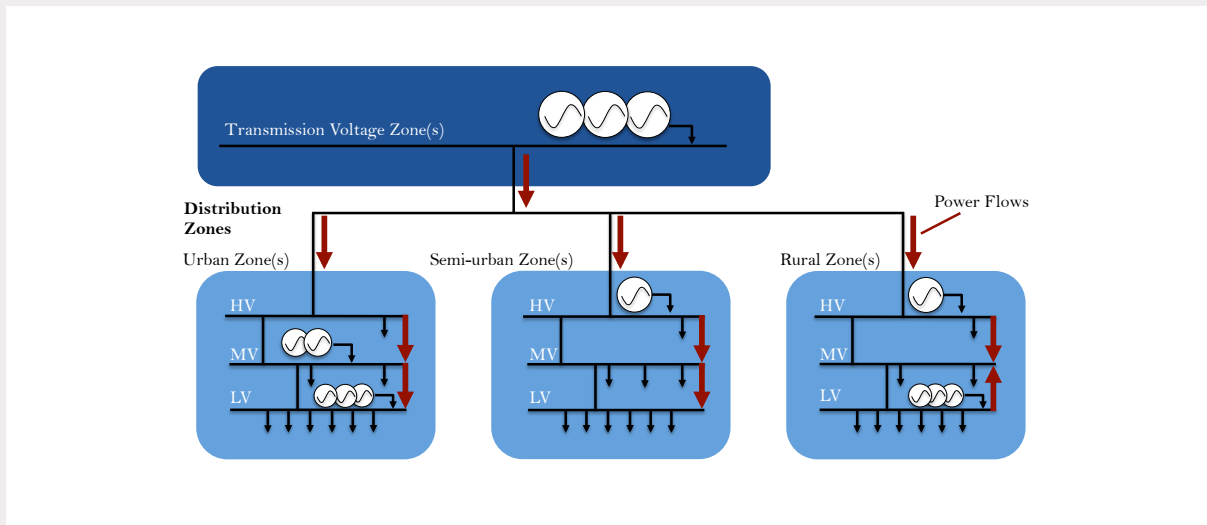 Transmission Voltage Zone(s)
Distribution
Zones
Power Flows
Urban Zone(s)
Semi-urban Zone(s)
Rural Zone(s)
HV
MV
LV
HV
MV
LV
HV
MV
LV